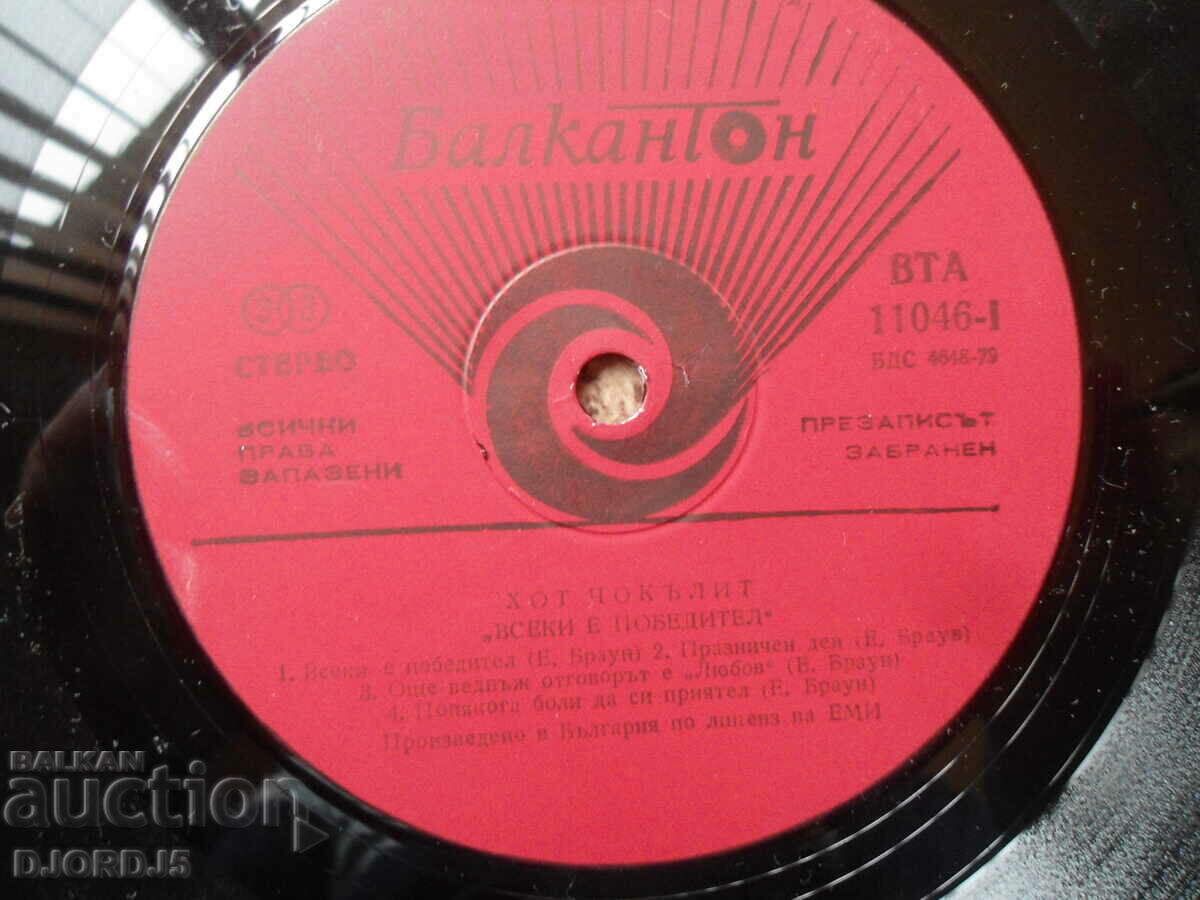 Балкантон
ВТА
11046-I
БДС 4648-79
33
СТЕРЕО
ВСИЧКИ
ПРАВА
ЗАПАЗЕНИ
ПРЕЗАПИСЪТ
ЗАБРАНЕН
ХОТ ЧОКЪЛИТ
„ВСЕКИ Е ПОБЕДИТЕЛ“
1. Всеки е победител (Е. Браун) 2. Празничен ден (Е. Браун)
3. Още веднъж отговорът е „Любов“ (Е. Браун)
4. Понякога боли да си приятел (Е. Браун)
Произведено в България по лиценз на ЕМИ
BALKAN
auction
DJORDJ5